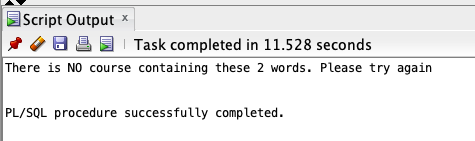 Script Output
Task completed in 11.528 seconds
There is NO course containing these 2 words. Please try again
PL/SQL procedure successfully completed.